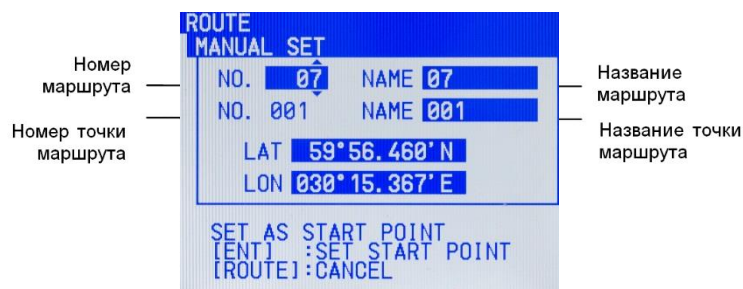 ROUTE
MANUAL SET
Номер
маршрута
NO. 07 NAME 07
Название
маршрута
Номер точки
маршрута
NO. 001 NAME 001
Название точки
маршрута
LAT 59°56.460'N
LON 030°15.367'E
SET AS START POINT
[ENT] :SET START POINT
[ROUTE]:CANCEL